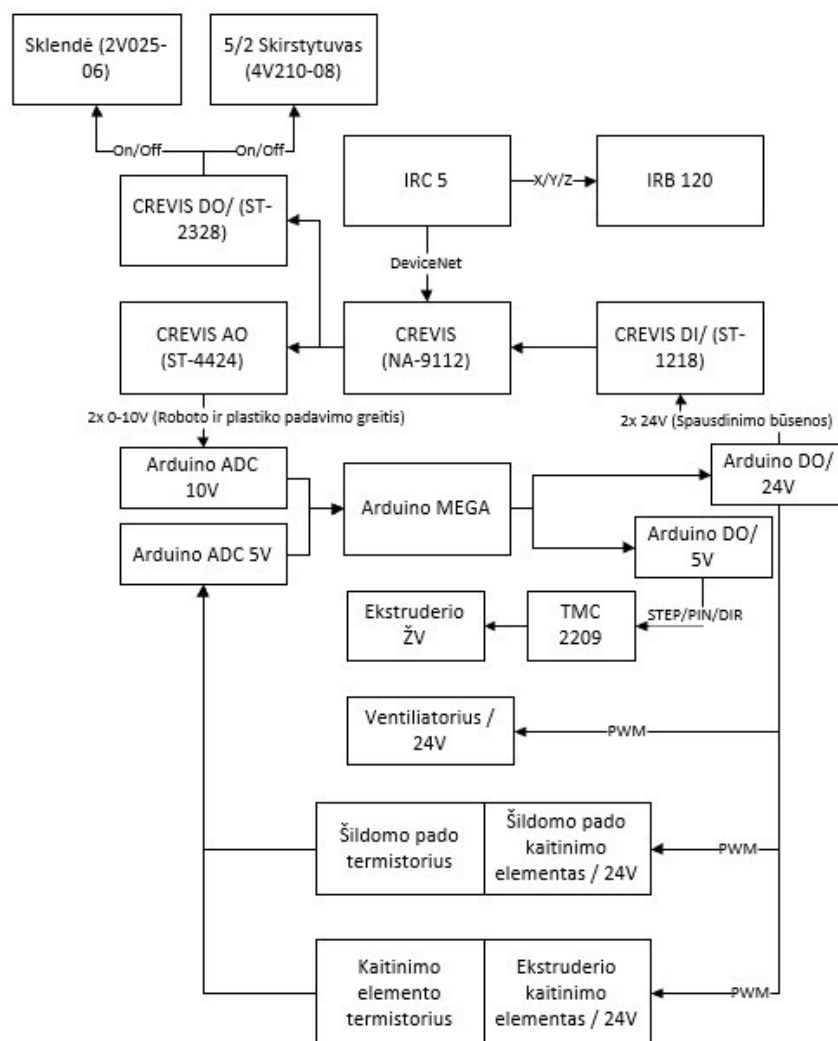 Sklendė (2V025-
06)
5/2 Skirstytuvas
(4V210-08)
On/Off
On/Off
IRC 5
X/Y/Z
IRB 120
CREVIS DO/ (ST-
2328)
DeviceNet
CREVIS AO
(ST-4424)
CREVIS
(NA-9112)
CREVIS DI/ (ST-
1218)
2x 0-10V (Roboto ir plastiko padavimo greitis)
2x 24V (Spausdinimo būsenos)
Arduino ADC
10V
Arduino MEGA
Arduino DO/
24V
Arduino ADC 5V
Arduino DO/
5V
STEP/PIN/DIR
Ekstruderio
ŽV
TMC
2209
Ventiliatorius /
24V
PWM
Šildomo pado
termistorius
Šildomo pado
kaitinimo
elementas / 24V
PWM
Kaitinimo
elemento
termistorius
Ekstruderio
kaitinimo
elementas / 24V
PWM